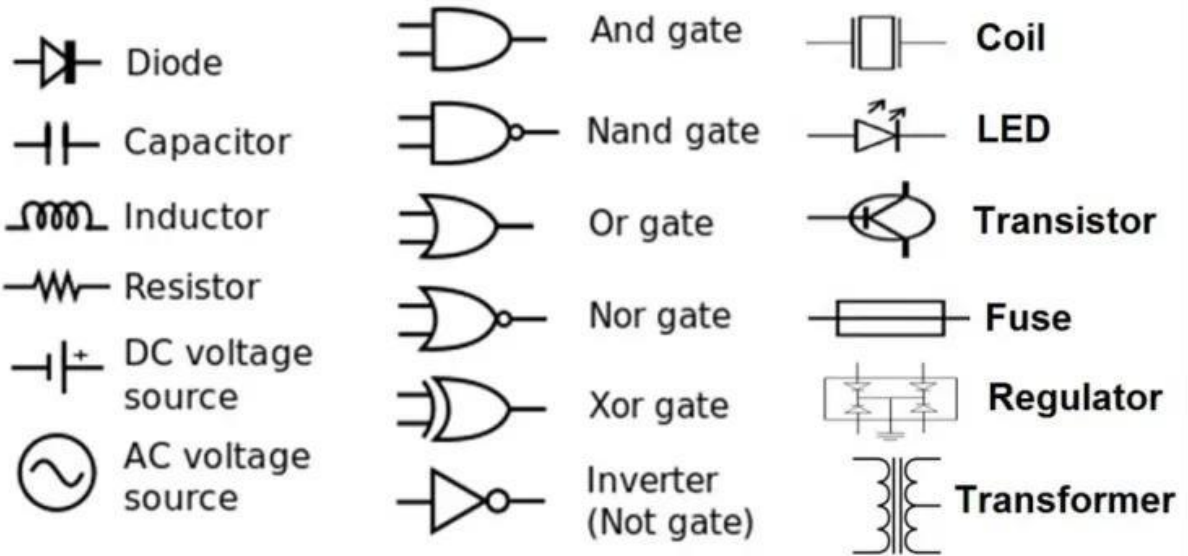 Diode
Capacitor
Inductor
Resistor
+
DC voltage
source
AC voltage
source
And gate
Nand gate
Or gate
Nor gate
Xor gate
Inverter
(Not gate)
Coil
LED
Transistor
Fuse
Regulator
Transformer